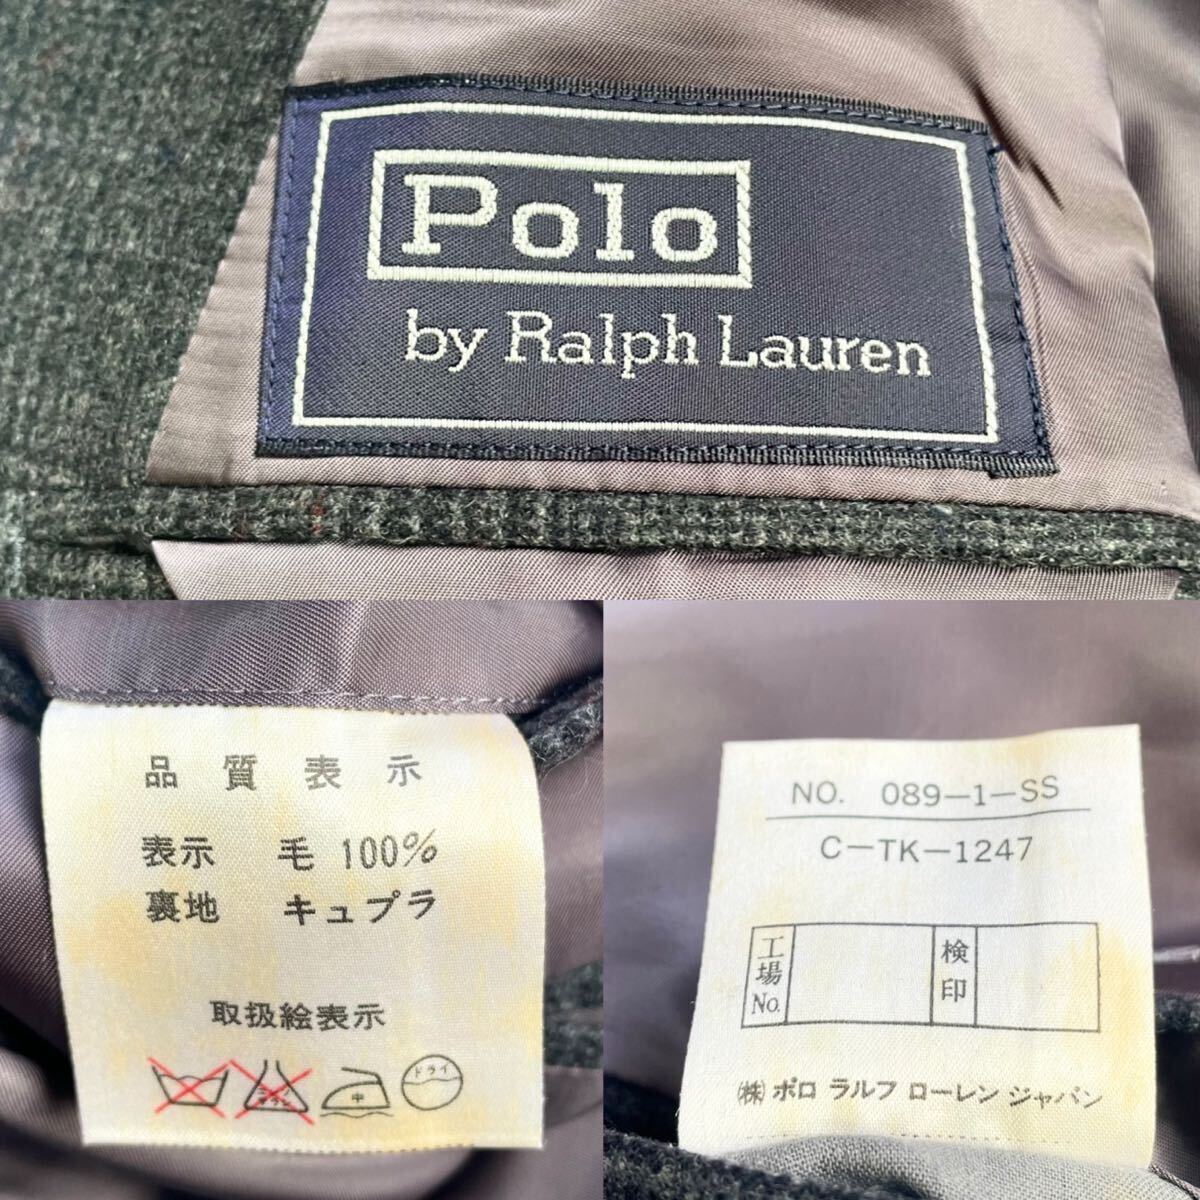 Polo
by Ralph Lauren
品質表示
表示 毛 100%
裏地 キュプラ
取扱絵表示
中
ドライ
NO. 089-1-SS
C-TK-1247
工場No.
検印
㈱ ポロ ラルフ ローレン ジャパン